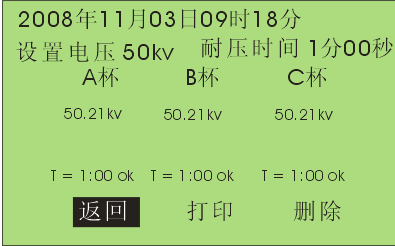 2008年11月03日09时18分
设置电压 50kv 耐压时间 1分00秒
A杯 B杯 C杯
50.21kv 50.21kv 50.21kv
T = 1:00 ok T = 1:00 ok T = 1:00 ok
返回 打印 删除